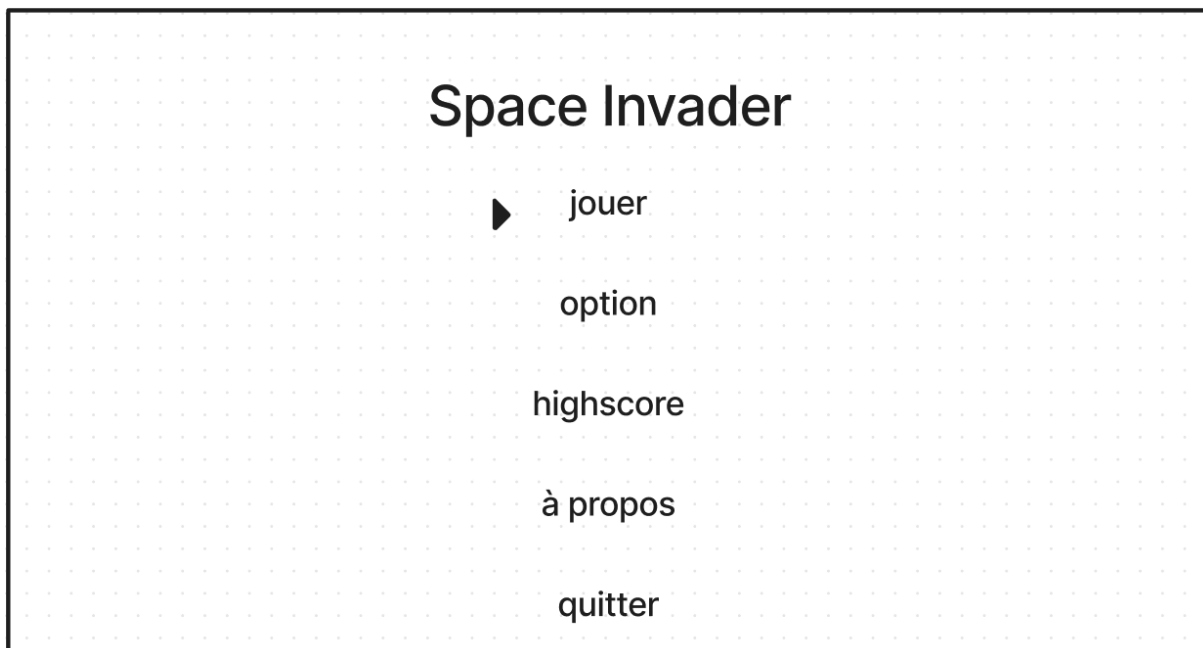 Space Invader
jouer
option
highscore
à propos
quitter